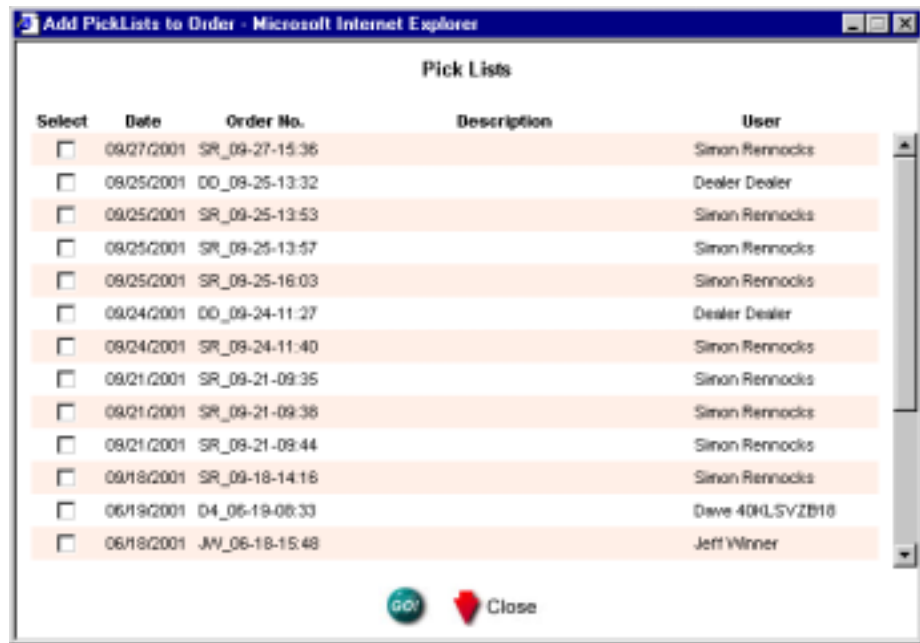 Add PickLists to Order - Microsoft Internet Explorer
Pick Lists
Select Date Order No. Description User
09/27/2001 SR_09-27-15:36 Simon Rennocks
09/25/2001 DD_09-25-13:32 Dealer Dealer
09/25/2001 SR_09-25-13:53 Simon Rennocks
09/25/2001 SR_09-25-13:57 Simon Rennocks
09/25/2001 SR_09-25-16:03 Simon Rennocks
09/24/2001 DD_09-24-11:27 Dealer Dealer
09/24/2001 SR_09-24-11:40 Simon Rennocks
09/21/2001 SR_09-21-09:35 Simon Rennocks
09/21/2001 SR_09-21-09:38 Simon Rennocks
09/21/2001 SR_09-21-09:44 Simon Rennocks
09/18/2001 SR_09-18-14:16 Simon Rennocks
06/19/2001 D4_06-19-08:33 Dave 40KLSVZB18
06/18/2001 JW_06-18-15:48 Jeff Winner
GO! Close